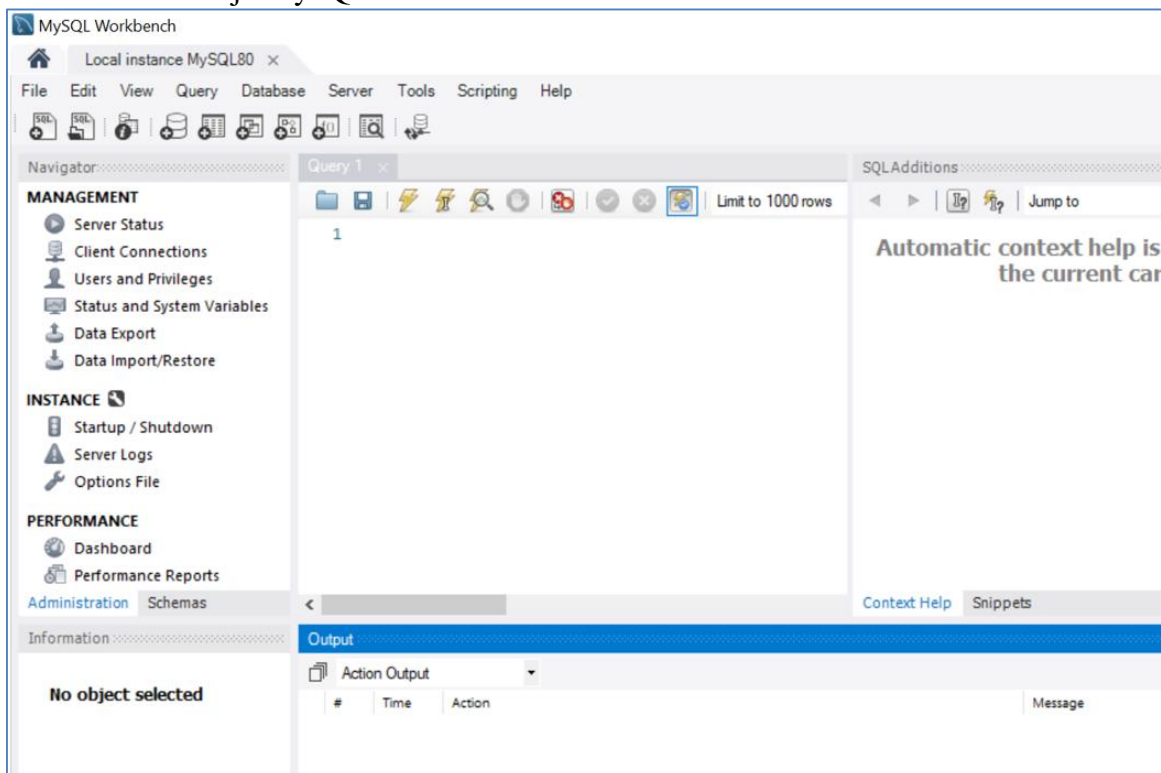 MySQL Workbench
Local instance MySQL80
File Edit View Query Database Server Tools Scripting Help
Navigator
MANAGEMENT
Server Status
Client Connections
Users and Privileges
Status and System Variables
Data Export
Data Import/Restore
INSTANCE
Startup / Shutdown
Server Logs
Options File
PERFORMANCE
Dashboard
Performance Reports
Administration Schemas
Information
No object selected
Query 1
Limit to 1000 rows
1
SQLAdditions
Jump to
Automatic context help is
the current car
Context Help Snippets
Output
Action Output
# Time Action Message